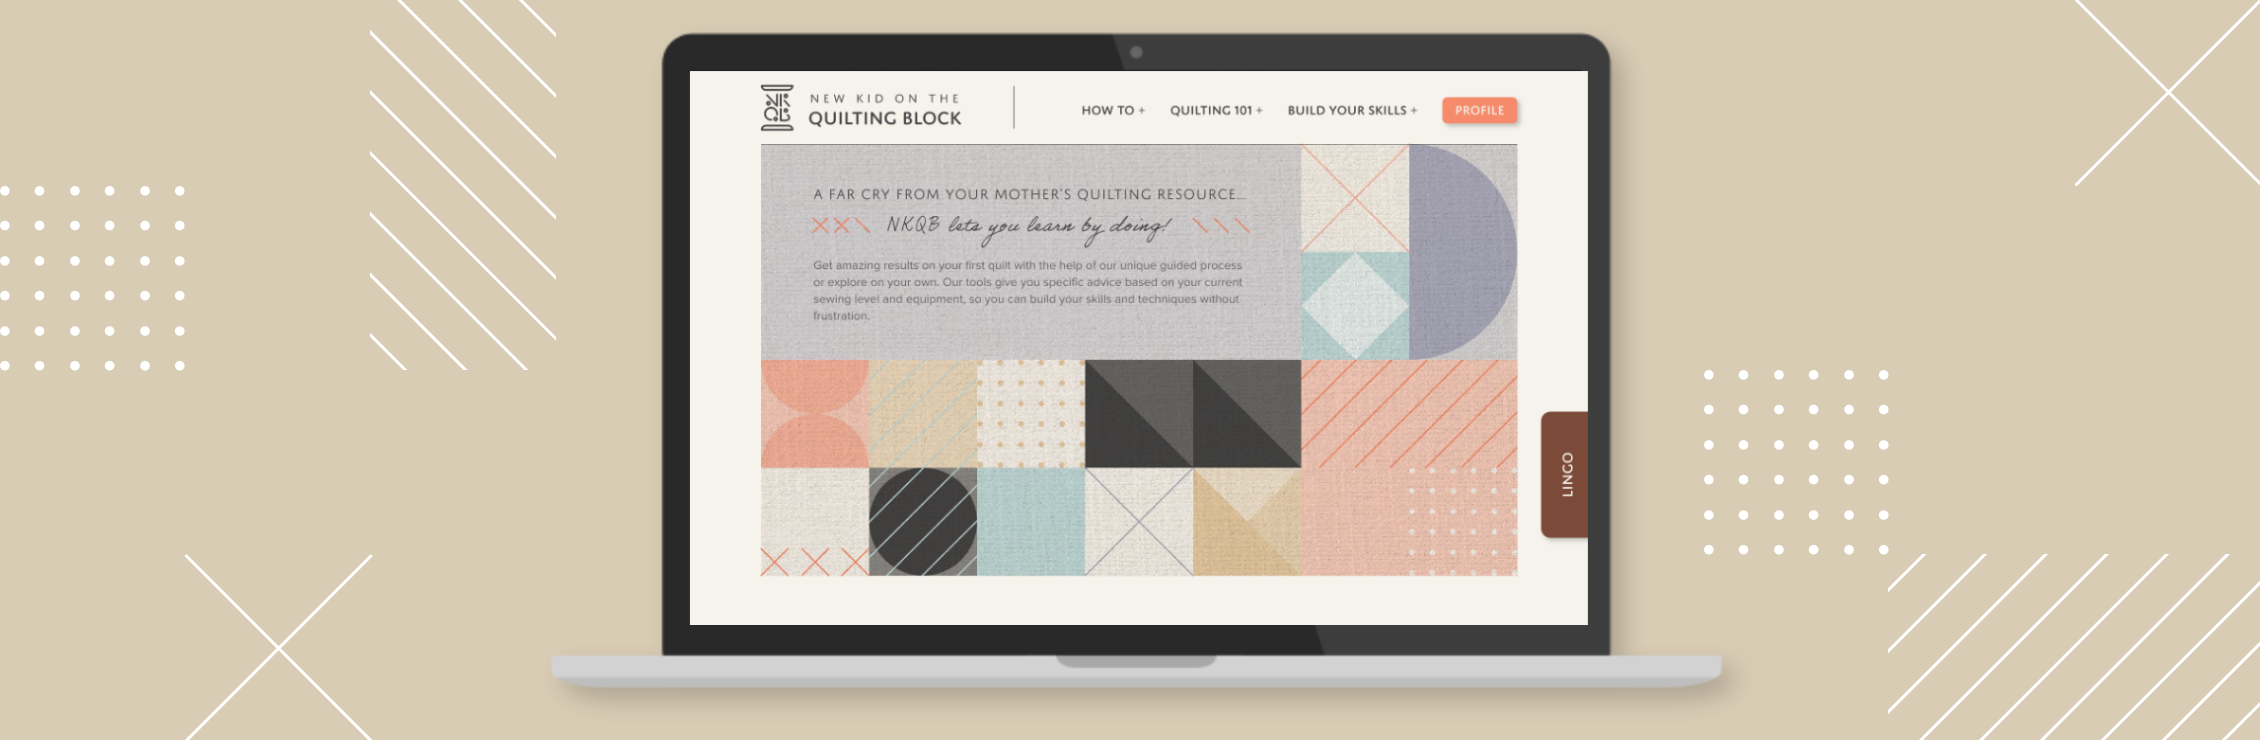 NEW KID ON THE
QUILTING BLOCK
HOW TO +
QUILTING 101 +
BUILD YOUR SKILLS +
PROFILE
A FAR CRY FROM YOUR MOTHER'S QUILTING RESOURCE...
NKQB lets you learn by doing!
Get amazing results on your first quilt with the help of our unique guided process
or explore on your own. Our tools give you specific advice based on your current
sewing level and equipment, so you can build your skills and techniques without
frustration.
LINGO